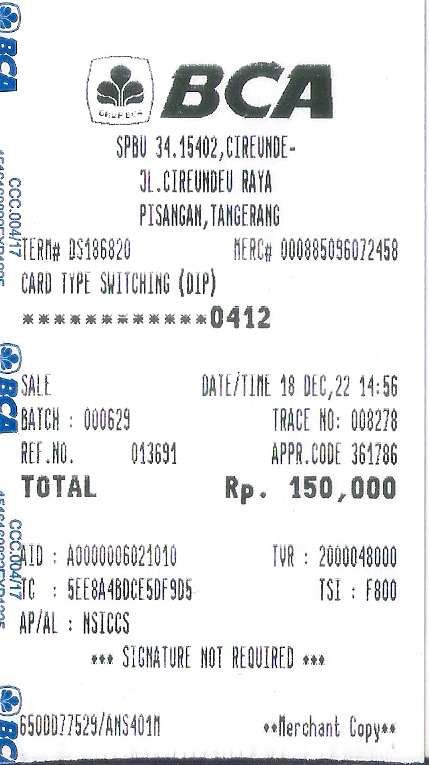 GRUP BCA
BCA
SPBU 34.15402,CIREUNDE-
JL.CIREUNDEU RAYA
PISANGAN,TANGERANG
TERM# DS186820 MERC# 000885096072458
CARD TYPE SWITCHING (DIP)
************0412
SALE DATE/TIME 18 DEC,22 14:56
BATCH : 000629 TRACE NO: 008278
REF.NO. 013691 APPR.CODE 361786
TOTAL Rp. 150,000
AID : A0000006021010 TVR : 2000048000
TC : 5EE8A4BDCE5DF9D5 TSI : F800
AP/AL : NSICCS
*** SIGNATURE NOT REQUIRED ***
650DD77529/ANS401M **Merchant Copy**
BCA
CCC.004/17
BCA
CCC.004/17